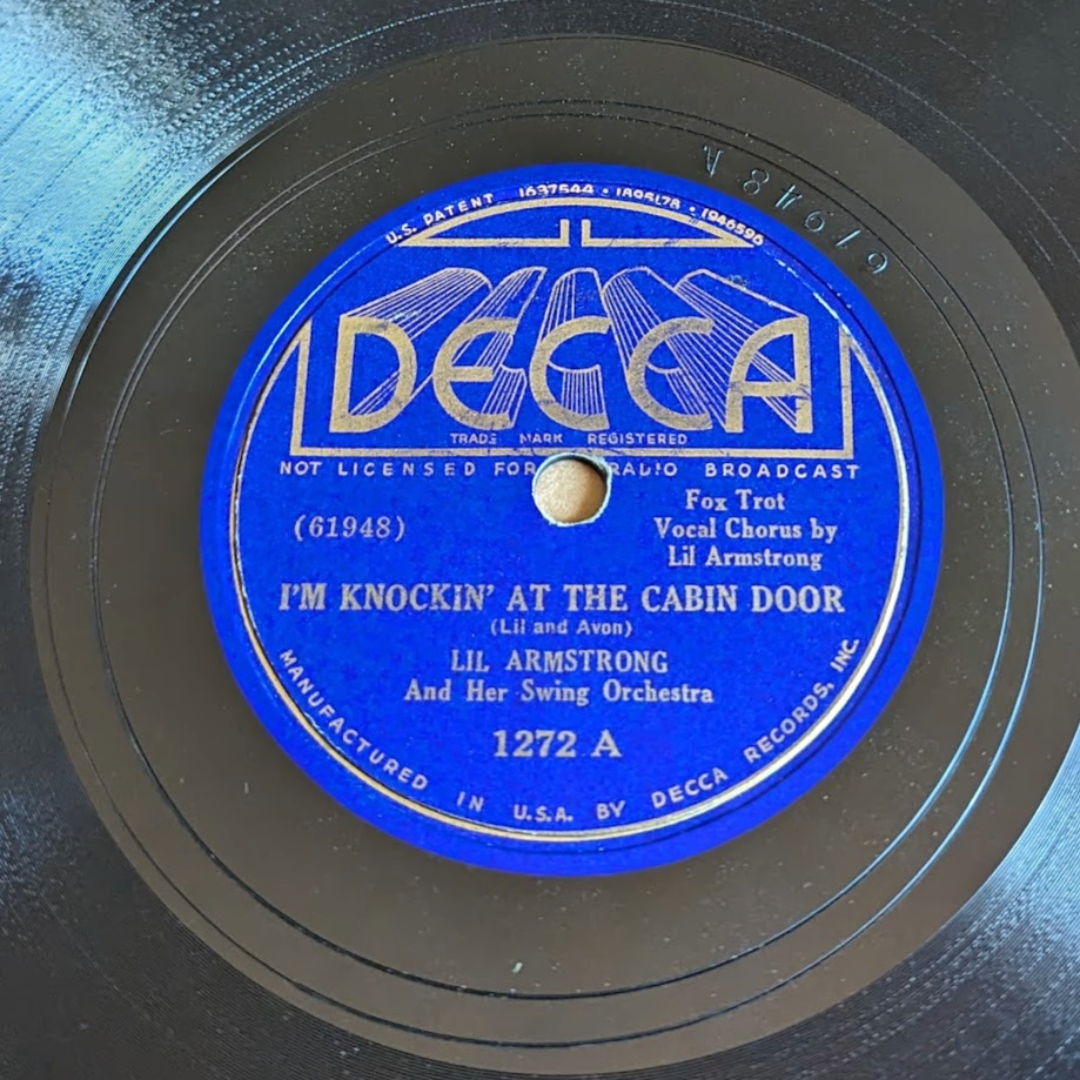 U.S. PATENT 1637544 • 1895178 • 1946596
DECCA
TRADE MARK REGISTERED
NOT LICENSED FOR RADIO BROADCAST
Fox Trot
(61948)
Vocal Chorus by
Lil Armstrong
I'M KNOCKIN' AT THE CABIN DOOR
(Lil and Avon)
LIL ARMSTRONG
And Her Swing Orchestra
1272 A
MANUFACTURED IN U.S.A. BY DECCA RECORDS, INC.